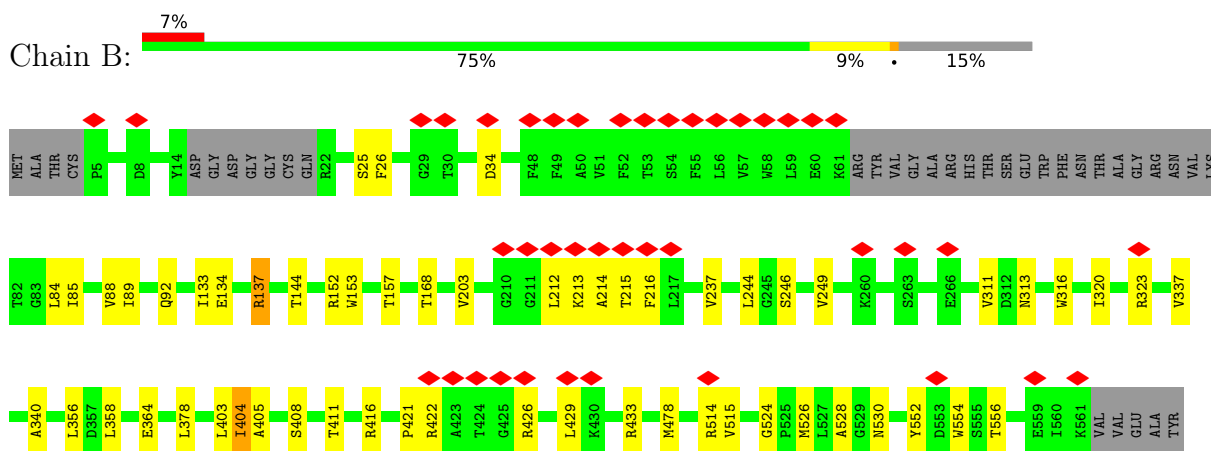 7%
Chain B:
75% 9% • 15%
MET ALA THR CYS P5 D8 Y14 ASP GLY ASP GLY GLY CYS GLN R22 S25 F26 G29 I30 D34 F48 F49 A50 V51 F52 T53 S54 F55 L56 V57 W58 L59 E60 K61 ARG TYR VAL GLY ALA ARG HIS THR SER GLU TRP PHE ASN THR ALA GLY ARG ASN VAL LYS
T82 G83 L84 I85 V88 I89 Q92 I133 E134 R137 T144 R152 W153 T157 T168 V203 G210 G211 L212 K213 A214 T215 F216 L217 V237 L244 G245 S246 V249 K260 S263 E266 V311 D312 N313 W316 I320 R323 V337
A340 L356 D357 L358 E364 L378 L403 I404 A405 S408 T411 R416 P421 R422 A423 T424 G425 R426 L429 K430 R433 M478 R514 V515 G524 P525 M526 L527 A528 G529 N530 Y552 D553 W554 S555 T556 E559 I560 K561 VAL VAL GLU ALA TYR